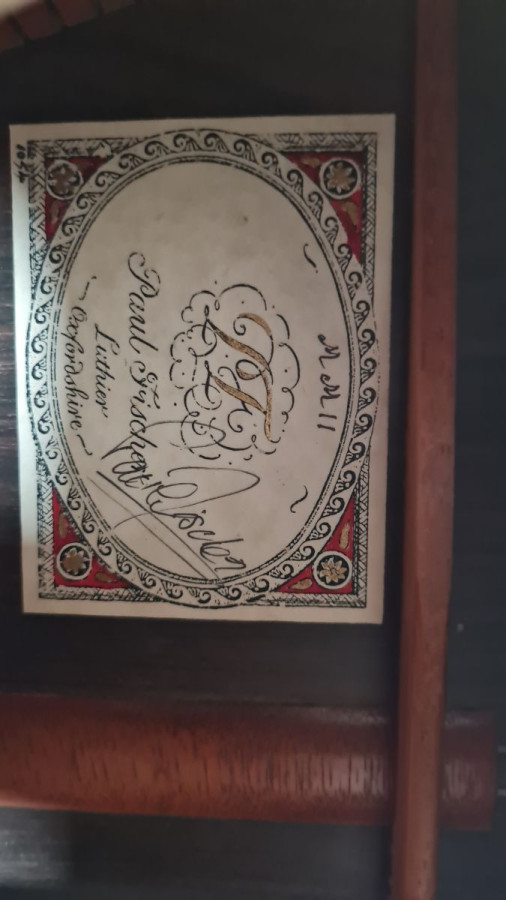 MMII
PF
Paul Fischer
Luthier
~ Oxfordshire ~